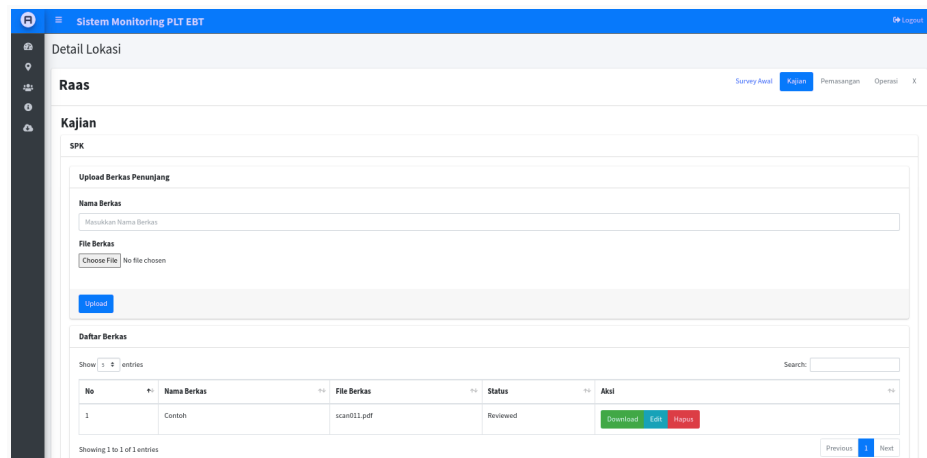 Sistem Monitoring PLT EBT
Logout
Detail Lokasi
Raas
Survey Awal Kajian Pemasangan Operasi X
Kajian
SPK
Upload Berkas Penunjang
Nama Berkas
Masukkan Nama Berkas
File Berkas
Choose File No file chosen
Upload
Daftar Berkas
Show 5 entries
Search:
No Nama Berkas File Berkas Status Aksi
1 Contoh scan011.pdf Reviewed Download Edit Hapus
Showing 1 to 1 of 1 entries
Previous 1 Next